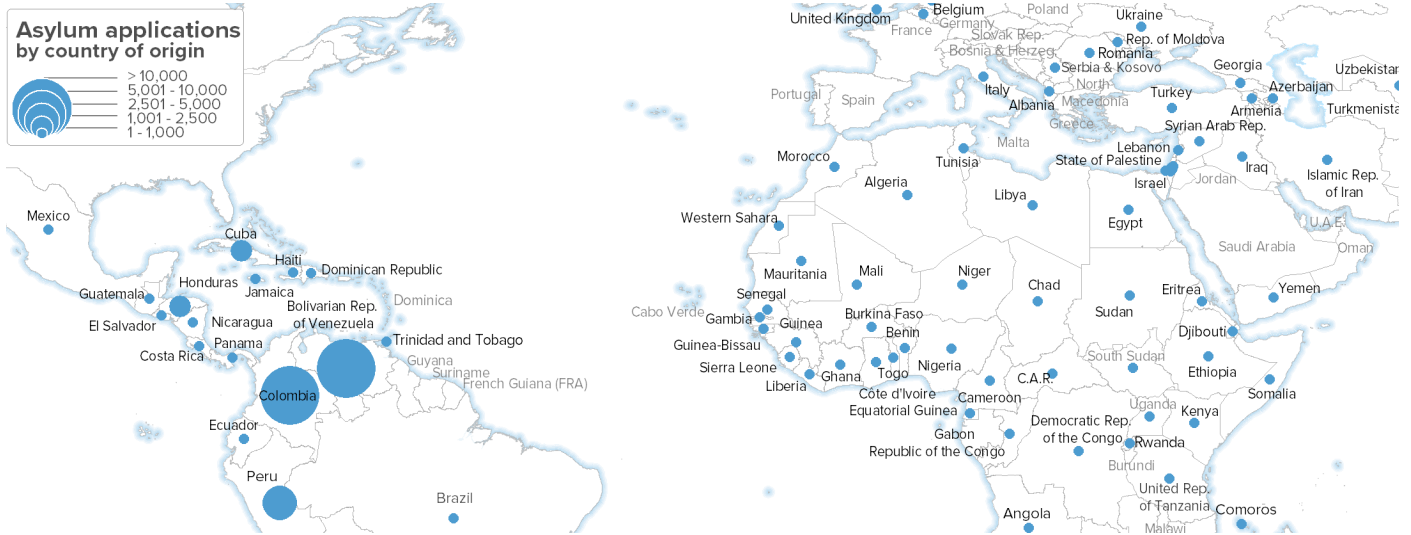 Asylum applications
by country of origin
> 10,000
5,001 - 10,000
2,501 - 5,000
1,001 - 2,500
1 - 1,000
Mexico
Cuba
Haiti
Dominican Republic
Jamaica
Honduras
Guatemala
El Salvador
Nicaragua
Costa Rica
Panama
Bolivarian Rep.
of Venezuela
Dominica
Trinidad and Tobago
Guyana
Suriname
French Guiana (FRA)
Colombia
Ecuador
Peru
Brazil
United Kingdom
Belgium
Germany
France
Poland
Slovak Rep.
Bosnia & Herzeg.
Ukraine
Rep. of Moldova
Romania
Serbia & Kosovo
Italy
Albania
North
Macedonia
Greece
Portugal
Spain
Malta
Georgia
Azerbaijan
Armenia
Turkey
Uzbekistan
Turkmenista
Syrian Arab Rep.
Lebanon
State of Palestine
Israel
Jordan
Iraq
Islamic Rep.
of Iran
U.A.E.
Oman
Saudi Arabia
Yemen
Morocco
Algeria
Tunisia
Libya
Egypt
Western Sahara
Mauritania
Mali
Niger
Chad
Sudan
Eritrea
Djibouti
Ethiopia
Somalia
South Sudan
Cabo Verde
Senegal
Gambia
Guinea-Bissau
Guinea
Sierra Leone
Liberia
Burkina Faso
Benin
Ghana
Togo
Nigeria
Côte d'Ivoire
Cameroon
C.A.R.
Equatorial Guinea
Gabon
Republic of the Congo
Democratic Rep.
of the Congo
Uganda
Kenya
Rwanda
Burundi
United Rep.
of Tanzania
Angola
Malawi
Comoros